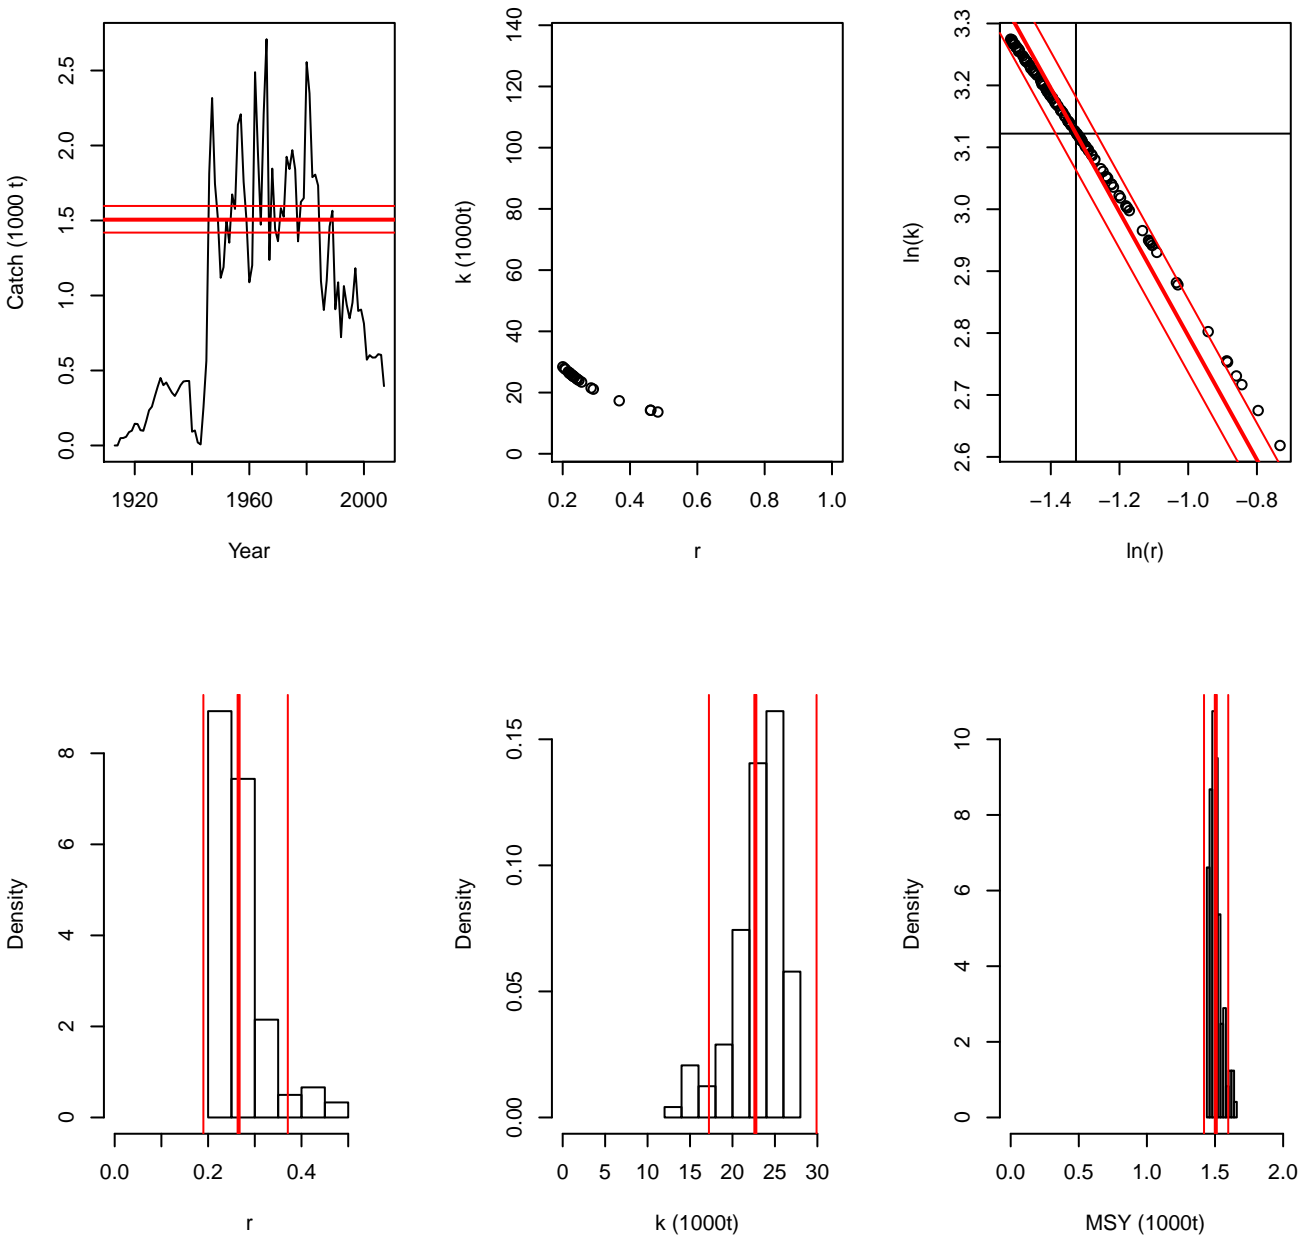 Catch (1000 t)
0.0 0.5 1.0 1.5 2.0 2.5
1920 1960 2000
Year
k (1000t)
0 20 40 60 80 100 120 140
0.2 0.4 0.6 0.8 1.0
r
ln(k)
2.6 2.7 2.8 2.9 3.0 3.1 3.2 3.3
−1.4 −1.2 −1.0 −0.8
ln(r)
Density
0 2 4 6 8
0.0 0.2 0.4
r
Density
0.00 0.05 0.10 0.15
0 5 10 15 20 25 30
k (1000t)
Density
0 2 4 6 8 10
0.0 0.5 1.0 1.5 2.0
MSY (1000t)